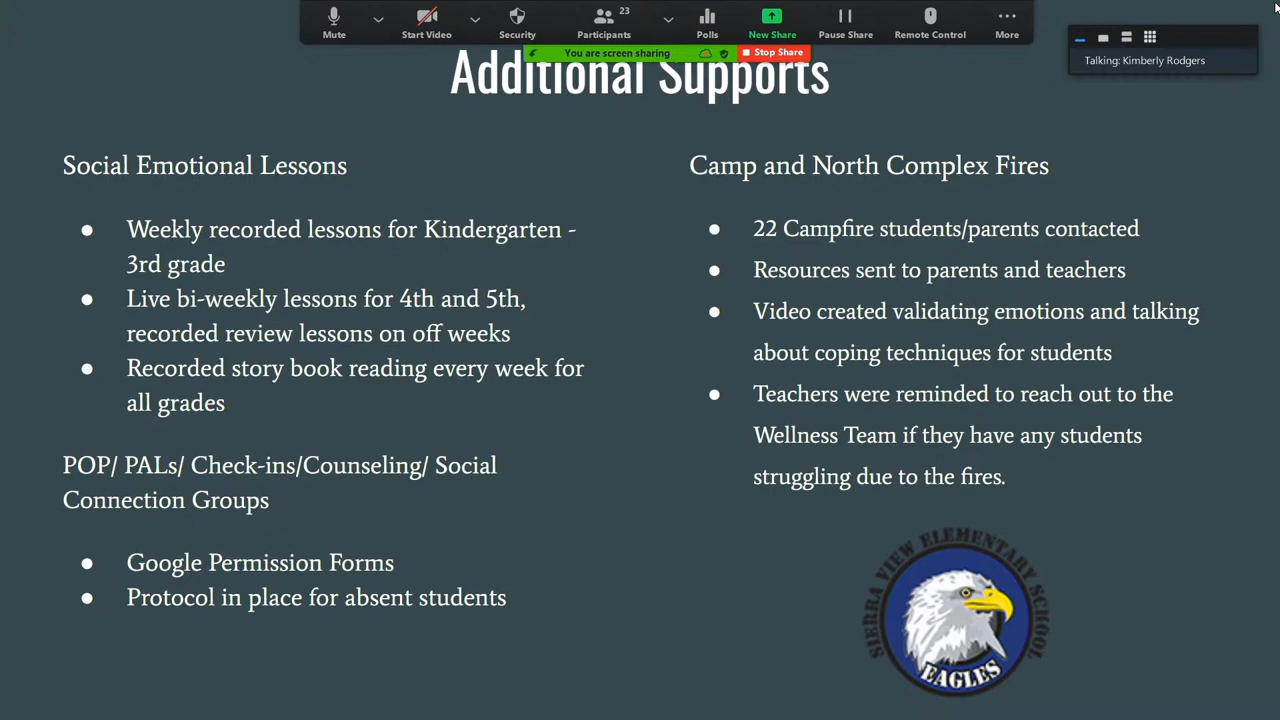 23
Mute
Start Video
Security
Participants
Polls
New Share
Pause Share
Remote Control
More
You are screen sharing
Stop Share
Talking: Kimberly Rodgers
Additional Supports
Social Emotional Lessons
● Weekly recorded lessons for Kindergarten -
3rd grade
● Live bi-weekly lessons for 4th and 5th,
recorded review lessons on off weeks
● Recorded story book reading every week for
all grades
POP/ PALs/ Check-ins/Counseling/ Social
Connection Groups
● Google Permission Forms
● Protocol in place for absent students
Camp and North Complex Fires
● 22 Campfire students/parents contacted
● Resources sent to parents and teachers
● Video created validating emotions and talking
about coping techniques for students
● Teachers were reminded to reach out to the
Wellness Team if they have any students
struggling due to the fires.
SIERRA VIEW ELEMENTARY SCHOOL
EAGLES